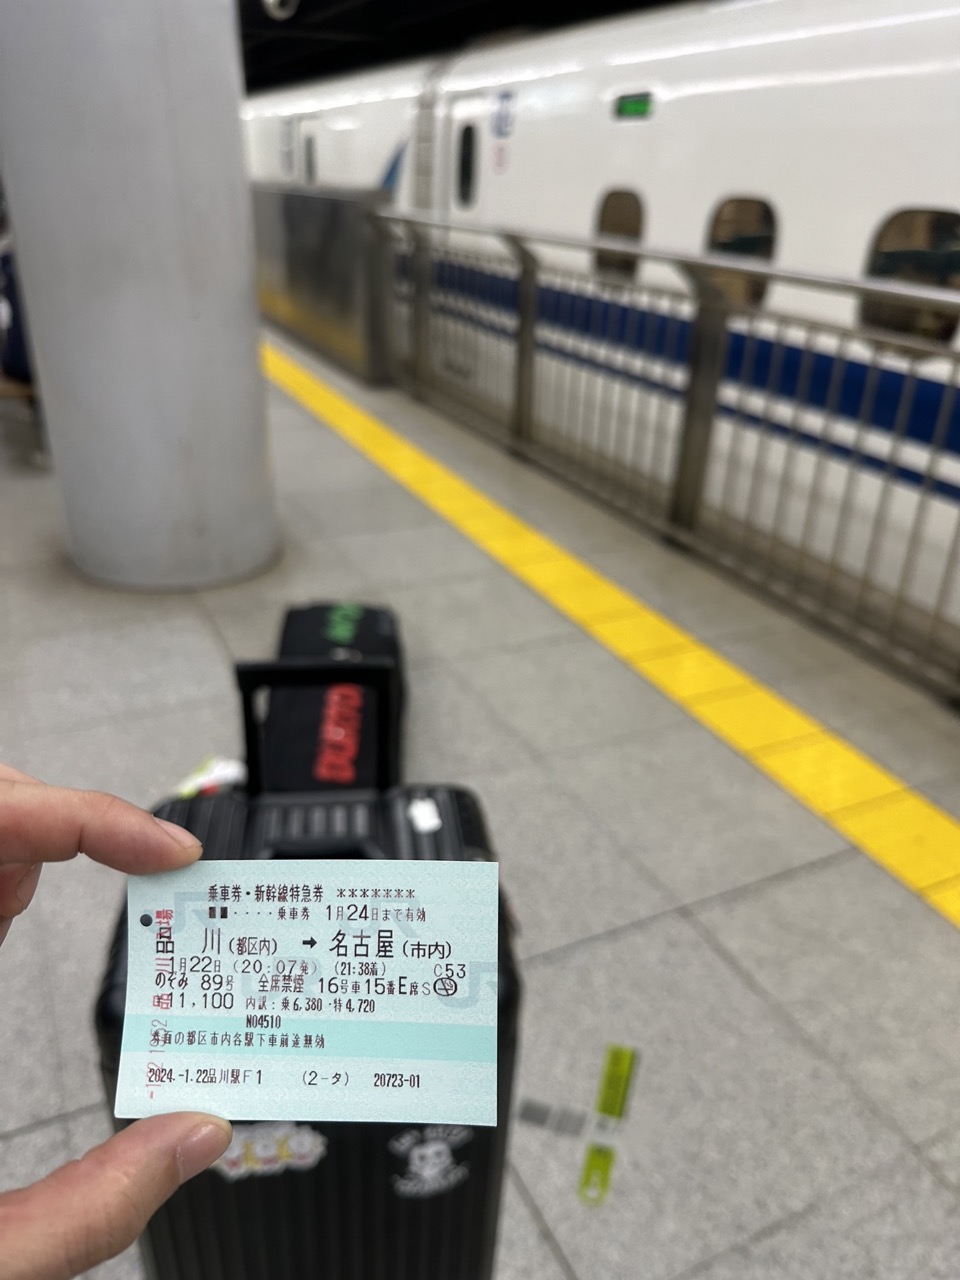 DUARTO
乗車券・新幹線特急券 *******
・・・・乗車券 1月24日まで有効
品 川 (都区内) → 名古屋 (市内)
1月22日 (20:07発) (21:38着) C53
のぞみ 89号 全席禁煙 16号車 15番E席 S
¥11,100 内訳:乗6,380・特4,720
N04510
券面の都区市内各駅下車前途無効
2024.-1.22品川駅F1 (2-タ) 20723-01